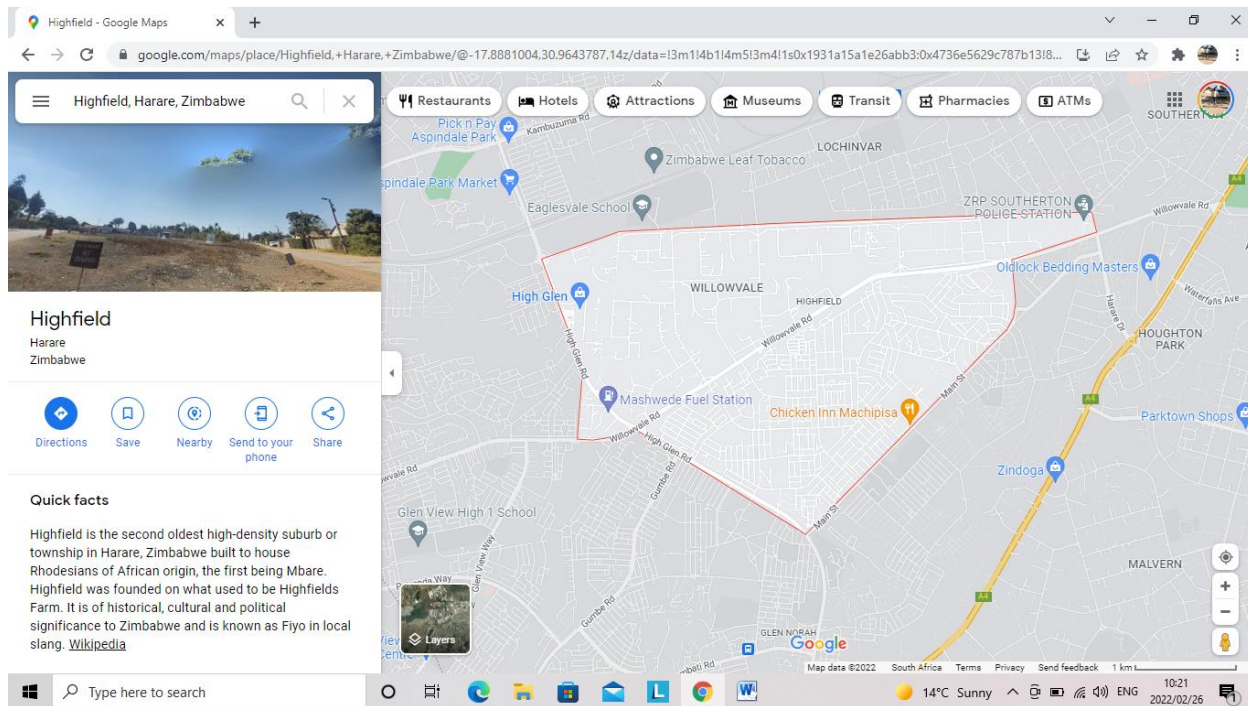 Highfield - Google Maps
google.com/maps/place/Highfield,+Harare,+Zimbabwe/@-17.8881004,30.9643787,14z/data=!3m1!4b1!4m5!3m4!1s0x1931a15a1e26abb3:0x4736e5629c787b13!8...
Highfield, Harare, Zimbabwe
Restaurants
Hotels
Attractions
Museums
Transit
Pharmacies
ATMs
Highfield
Harare
Zimbabwe
Directions
Save
Nearby
Send to your
phone
Share
Quick facts
Highfield is the second oldest high-density suburb or
township in Harare, Zimbabwe built to house
Rhodesians of African origin, the first being Mbare.
Highfield was founded on what used to be Highfields
Farm. It is of historical, cultural and political
significance to Zimbabwe and is known as Fiyo in local
slang. Wikipedia
SOUTHERTON
Pick n Pay
Aspindale Park
Kambuzuma Rd
LOCHINVAR
Zimbabwe Leaf Tobacco
spindale Park Market
A4
Eaglesvale School
ZRP SOUTHERTON
POLICE STATION
Willowvale Rd
Oldlock Bedding Masters
WILLOWVALE
High Glen
HIGHFIELD
Waterfalls Ave
Harare Dr
Willowvale Rd
HOUGHTON
PARK
High Glen Rd
Main St
Mashwede Fuel Station
Chicken Inn Machipisa
A4
Parktown Shops
Willowvale Rd
High Glen Rd
Gumbe Rd
Zindoga
wvale Rd
Glen View High 1 School
Main St
Glen View Way
MALVERN
A4
Gumbe Rd
Layers
GLEN NORAH
Google
Map data ©2022
South Africa
Terms
Privacy
Send feedback
1 km
Type here to search
14°C Sunny
ENG
10:21
2022/02/26